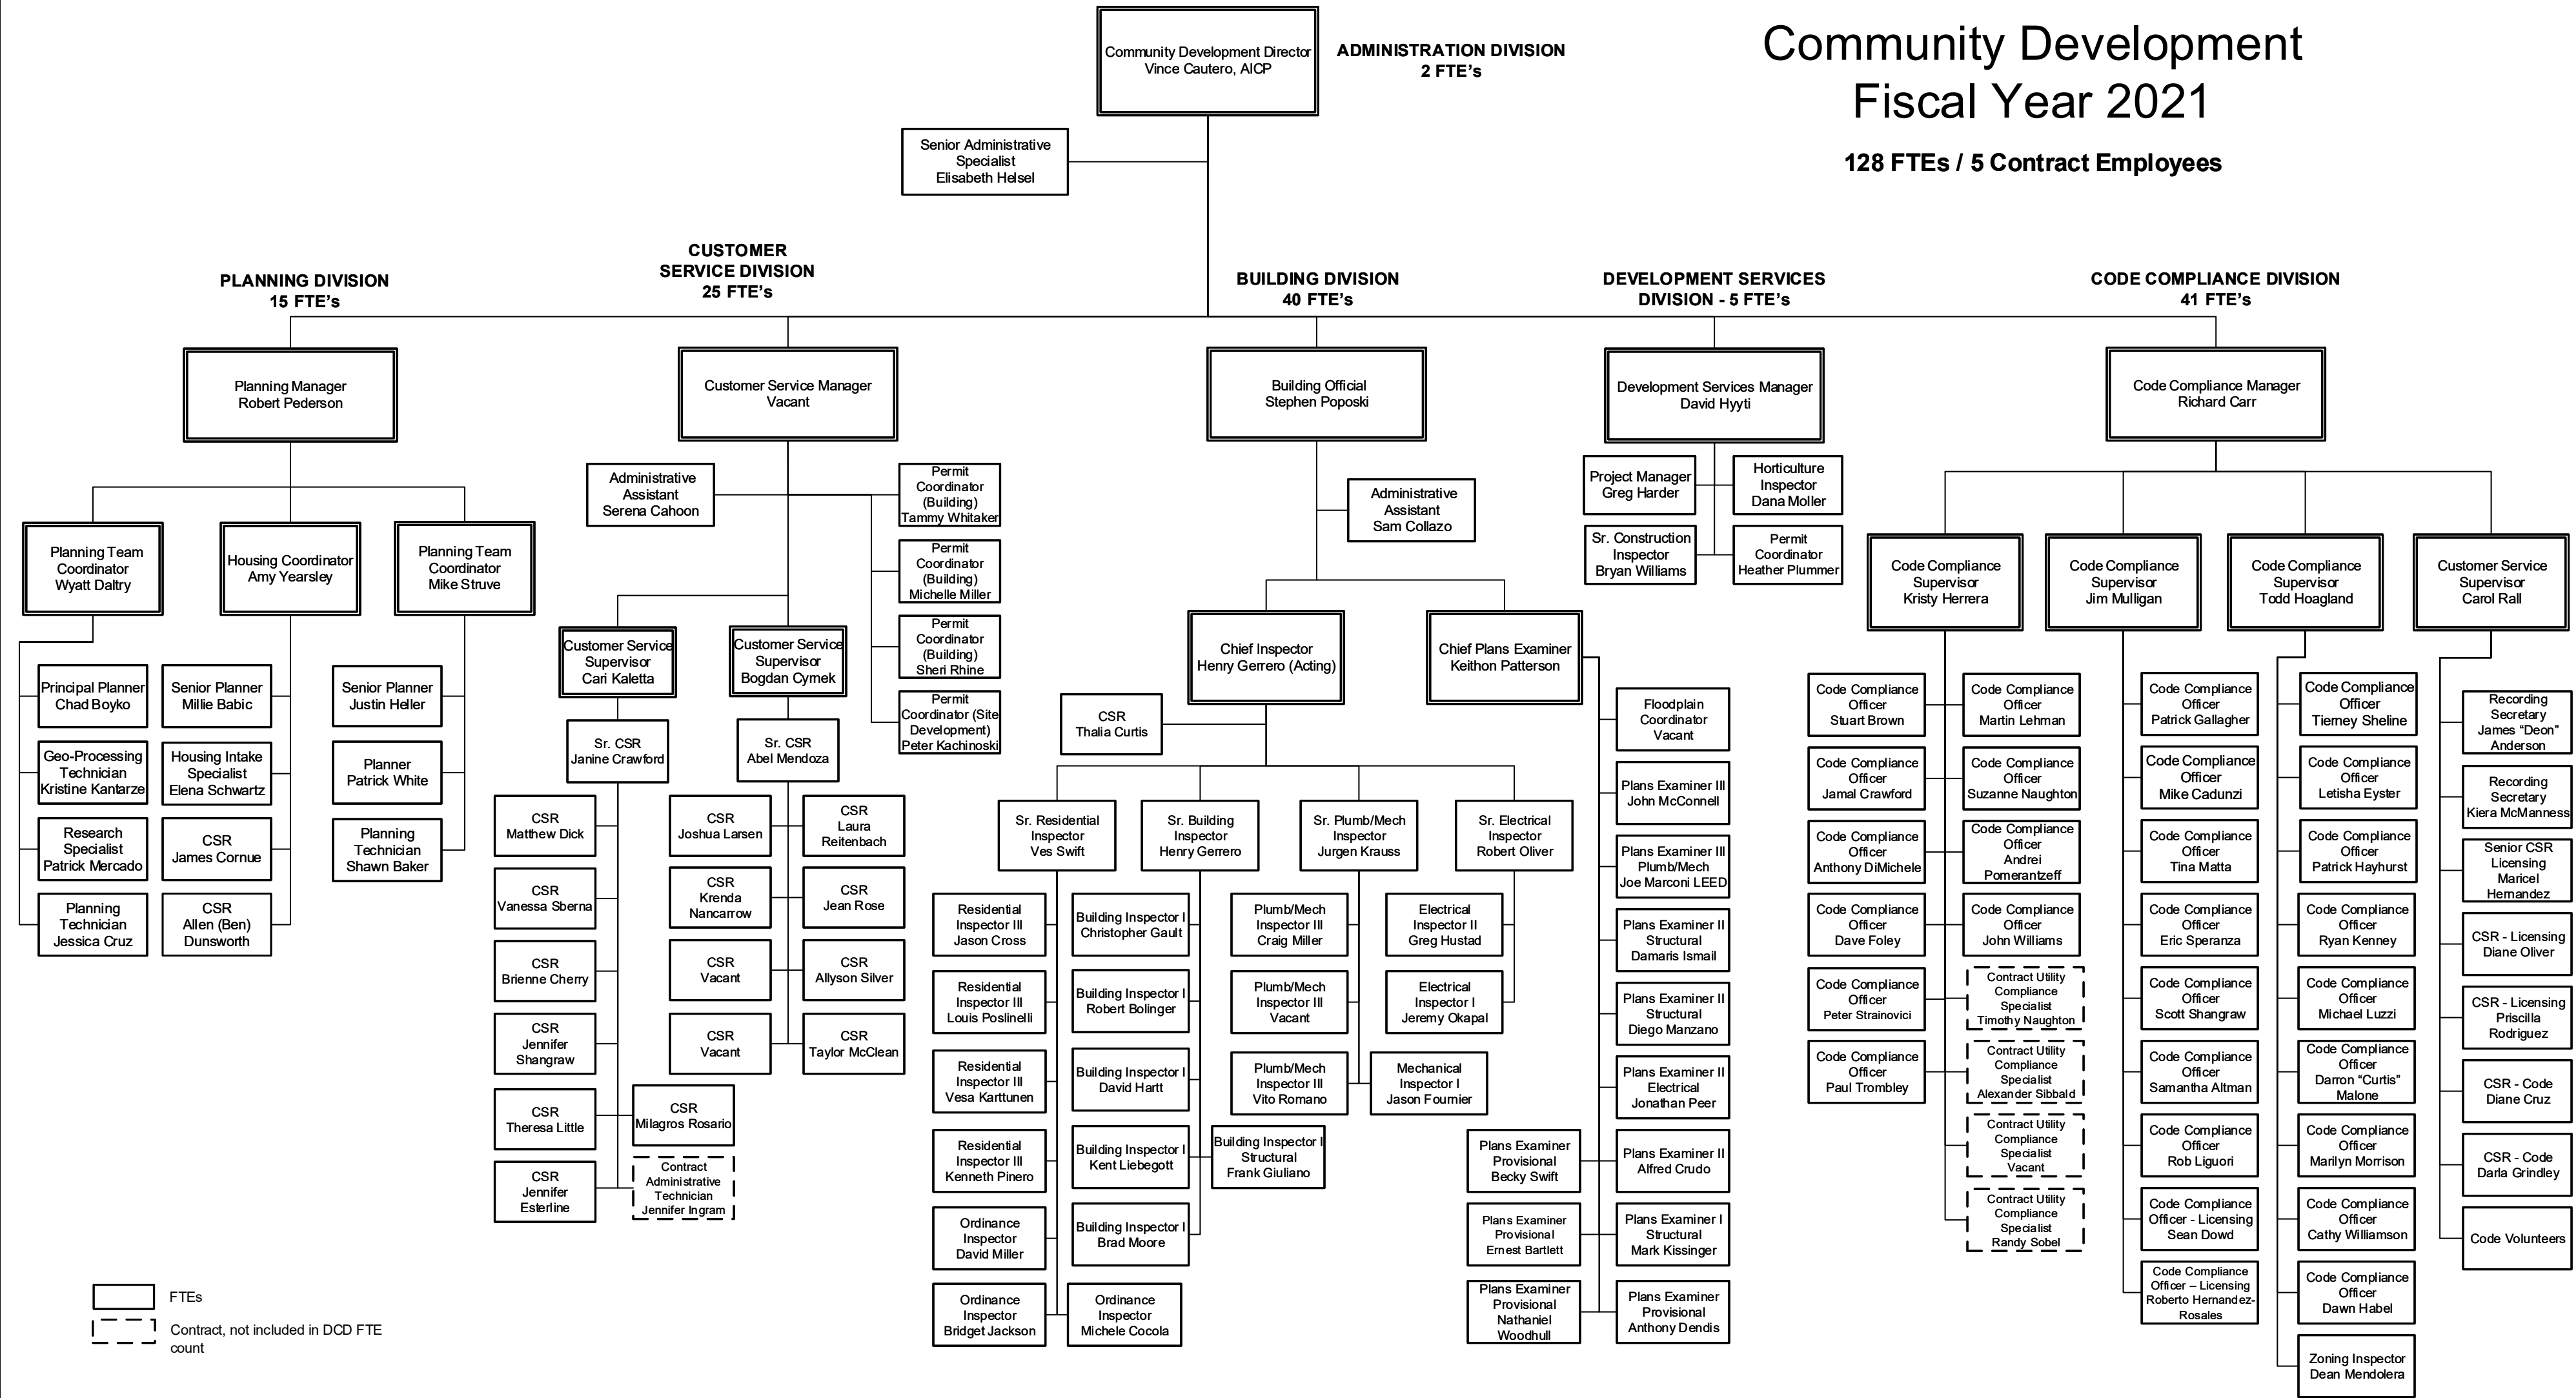 Community Development
Fiscal Year 2021
128 FTEs / 5 Contract Employees
Community Development Director
Vince Cautero, AICP
ADMINISTRATION DIVISION
2 FTE’s
Senior Administrative
Specialist
Elisabeth Helsel
PLANNING DIVISION
15 FTE’s
CUSTOMER
SERVICE DIVISION
25 FTE’s
BUILDING DIVISION
40 FTE’s
DEVELOPMENT SERVICES
DIVISION - 5 FTE’s
CODE COMPLIANCE DIVISION
41 FTE’s
Planning Manager
Robert Pederson
Customer Service Manager
Vacant
Building Official
Stephen Poposki
Development Services Manager
David Hyyti
Code Compliance Manager
Richard Carr
Planning Team
Coordinator
Wyatt Daltry
Housing Coordinator
Amy Yearsley
Planning Team
Coordinator
Mike Struve
Principal Planner
Chad Boyko
Geo-Processing
Technician
Kristine Kantarze
Research
Specialist
Patrick Mercado
Planning
Technician
Jessica Cruz
Senior Planner
Millie Babic
Housing Intake
Specialist
Elena Schwartz
CSR
James Cornue
CSR
Allen (Ben)
Dunsworth
Senior Planner
Justin Heller
Planner
Patrick White
Planning
Technician
Shawn Baker
Administrative
Assistant
Serena Cahoon
Permit
Coordinator
(Building)
Tammy Whitaker
Permit
Coordinator
(Building)
Michelle Miller
Permit
Coordinator
(Building)
Sheri Rhine
Permit
Coordinator (Site
Development)
Peter Kachinoski
Customer Service
Supervisor
Cari Kaletta
Customer Service
Supervisor
Bogdan Cyrnek
Sr. CSR
Janine Crawford
Sr. CSR
Abel Mendoza
CSR
Matthew Dick
CSR
Vanessa Sberna
CSR
Brienne Cherry
CSR
Jennifer
Shangraw
CSR
Theresa Little
CSR
Milagros Rosario
CSR
Jennifer
Esterline
Contract
Administrative
Technician
Jennifer Ingram
CSR
Joshua Larsen
CSR
Laura
Reitenbach
CSR
Krenda
Nancarrow
CSR
Jean Rose
CSR
Vacant
CSR
Allyson Silver
CSR
Vacant
CSR
Taylor McClean
Administrative
Assistant
Sam Collazo
Chief Inspector
Henry Gerrero (Acting)
Chief Plans Examiner
Keithon Patterson
CSR
Thalia Curtis
Sr. Residential
Inspector
Ves Swift
Sr. Building
Inspector
Henry Gerrero
Sr. Plumb/Mech
Inspector
Jurgen Krauss
Sr. Electrical
Inspector
Robert Oliver
Residential
Inspector III
Jason Cross
Residential
Inspector III
Louis Poslinelli
Residential
Inspector III
Vesa Karttunen
Residential
Inspector III
Kenneth Pinero
Ordinance
Inspector
David Miller
Ordinance
Inspector
Bridget Jackson
Ordinance
Inspector
Michele Cocola
Building Inspector I
Christopher Gault
Building Inspector I
Robert Bolinger
Building Inspector I
David Hartt
Building Inspector I
Kent Liebegott
Building Inspector I
Structural
Frank Giuliano
Building Inspector I
Brad Moore
Plumb/Mech
Inspector III
Craig Miller
Plumb/Mech
Inspector III
Vacant
Plumb/Mech
Inspector III
Vito Romano
Mechanical
Inspector I
Jason Fournier
Electrical
Inspector II
Greg Hustad
Electrical
Inspector I
Jeremy Okapal
Floodplain
Coordinator
Vacant
Plans Examiner III
John McConnell
Plans Examiner III
Plumb/Mech
Joe Marconi LEED
Plans Examiner II
Structural
Damaris Ismail
Plans Examiner II
Structural
Diego Manzano
Plans Examiner II
Electrical
Jonathan Peer
Plans Examiner
Provisional
Becky Swift
Plans Examiner II
Alfred Crudo
Plans Examiner
Provisional
Ernest Bartlett
Plans Examiner I
Structural
Mark Kissinger
Plans Examiner
Provisional
Nathaniel
Woodhull
Plans Examiner
Provisional
Anthony Dendis
Project Manager
Greg Harder
Horticulture
Inspector
Dana Moller
Sr. Construction
Inspector
Bryan Williams
Permit
Coordinator
Heather Plummer
Code Compliance
Supervisor
Kristy Herrera
Code Compliance
Supervisor
Jim Mulligan
Code Compliance
Supervisor
Todd Hoagland
Customer Service
Supervisor
Carol Rall
Code Compliance
Officer
Stuart Brown
Code Compliance
Officer
Martin Lehman
Code Compliance
Officer
Jamal Crawford
Code Compliance
Officer
Suzanne Naughton
Code Compliance
Officer
Anthony DiMichele
Code Compliance
Officer
Andrei
Pomerantzeff
Code Compliance
Officer
Dave Foley
Code Compliance
Officer
John Williams
Code Compliance
Officer
Peter Strainovici
Contract Utility
Compliance
Specialist
Timothy Naughton
Code Compliance
Officer
Paul Trombley
Contract Utility
Compliance
Specialist
Alexander Sibbald
Contract Utility
Compliance
Specialist
Vacant
Contract Utility
Compliance
Specialist
Randy Sobel
Code Compliance
Officer
Patrick Gallagher
Code Compliance
Officer
Mike Cadunzi
Code Compliance
Officer
Tina Matta
Code Compliance
Officer
Eric Speranza
Code Compliance
Officer
Scott Shangraw
Code Compliance
Officer
Samantha Altman
Code Compliance
Officer
Rob Liguori
Code Compliance
Officer - Licensing
Sean Dowd
Code Compliance
Officer – Licensing
Roberto Hernandez-
Rosales
Code Compliance
Officer
Tierney Sheline
Code Compliance
Officer
Letisha Eyster
Code Compliance
Officer
Patrick Hayhurst
Code Compliance
Officer
Ryan Kenney
Code Compliance
Officer
Michael Luzzi
Code Compliance
Officer
Darron “Curtis”
Malone
Code Compliance
Officer
Marilyn Morrison
Code Compliance
Officer
Cathy Williamson
Code Compliance
Officer
Dawn Habel
Zoning Inspector
Dean Mendolera
Recording
Secretary
James “Deon”
Anderson
Recording
Secretary
Kiera McManness
Senior CSR
Licensing
Maricel
Hernandez
CSR - Licensing
Diane Oliver
CSR - Licensing
Priscilla
Rodriguez
CSR - Code
Diane Cruz
CSR - Code
Darla Grindley
Code Volunteers
FTEs
Contract, not included in DCD FTE
count